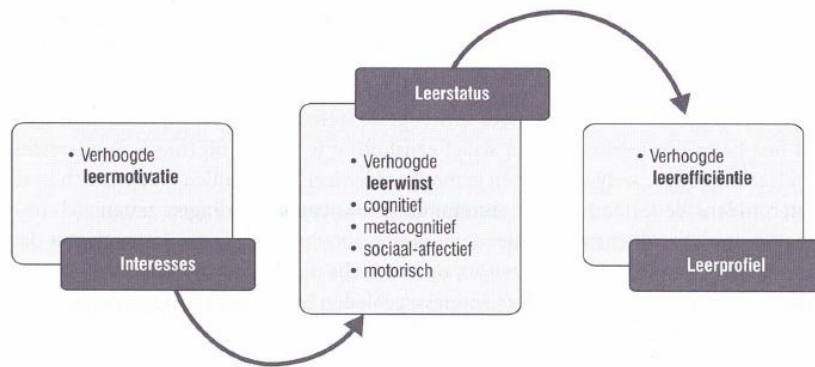 • Verhoogde
leermotivatie
Interesses
Leerstatus
• Verhoogde
leerwinst
• cognitief
• metacognitief
• sociaal-affectief
• motorisch
• Verhoogde
leerefficiëntie
Leerprofiel